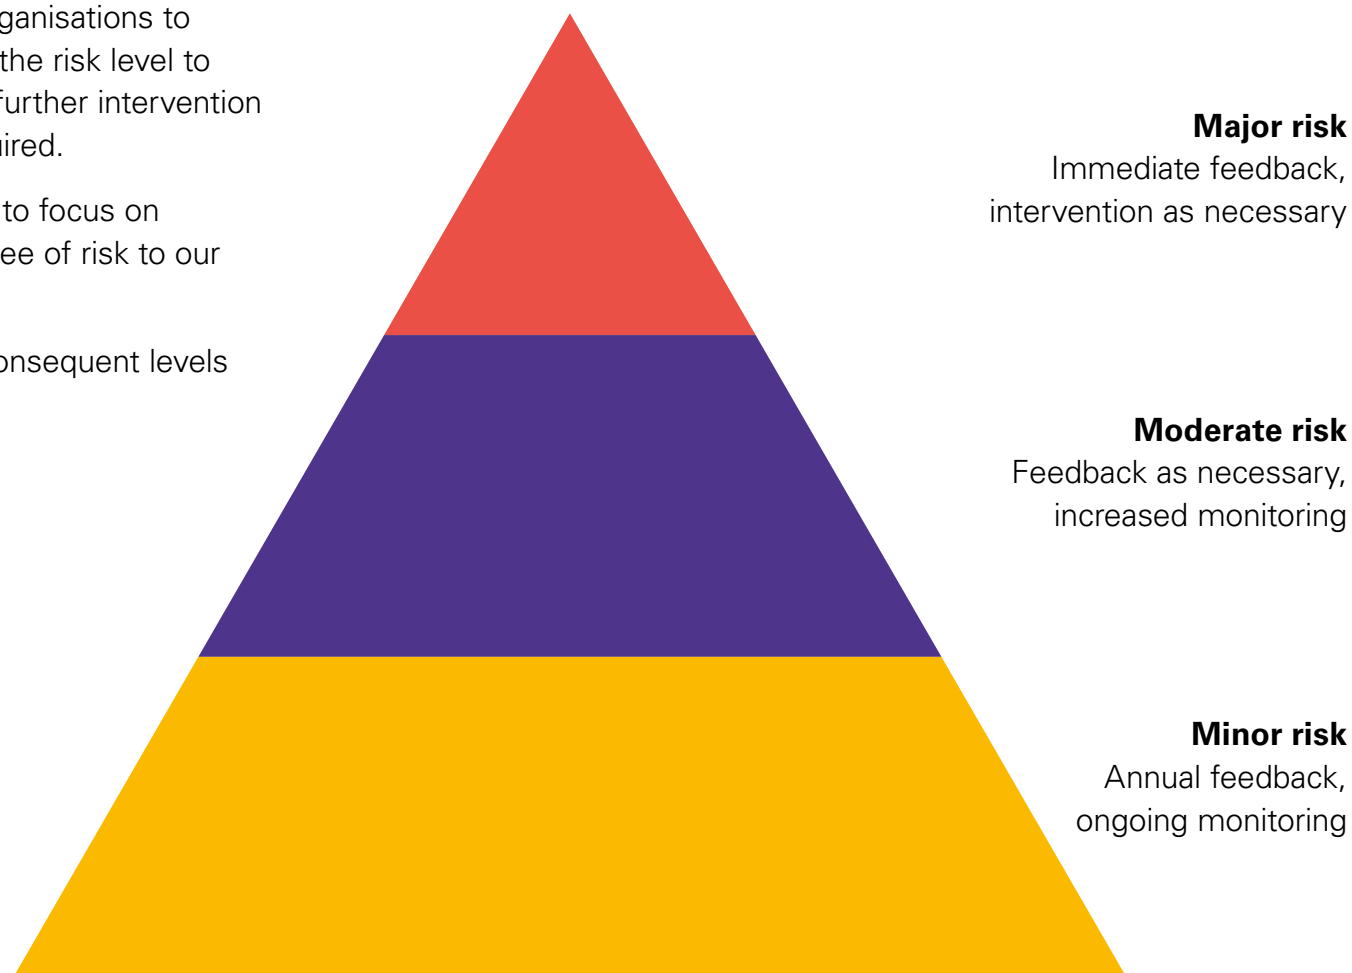 ganisations to
the risk level to
further intervention
uired.
to focus on
ee of risk to our
onsequent levels
Major risk
Immediate feedback,
intervention as necessary
Moderate risk
Feedback as necessary,
increased monitoring
Minor risk
Annual feedback,
ongoing monitoring